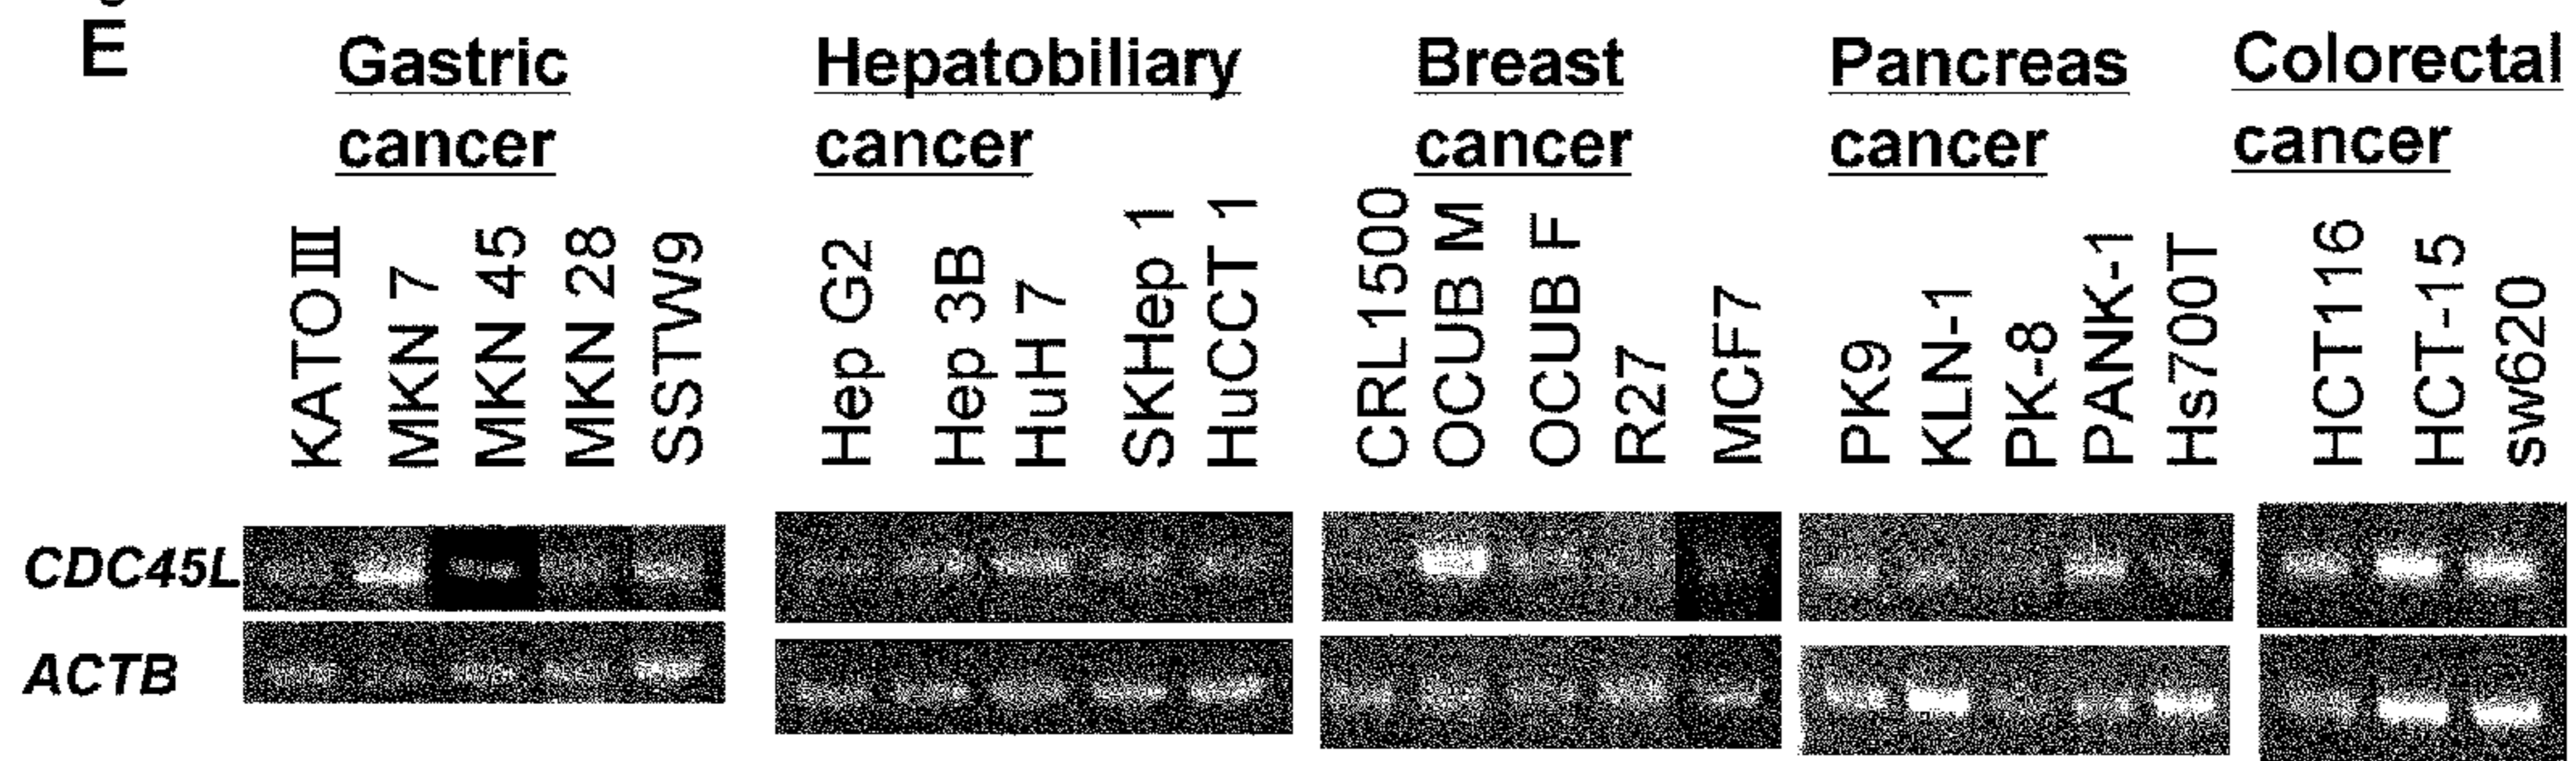 E
Gastric
cancer
Hepatobiliary
cancer
Breast
cancer
Pancreas
cancer
Colorectal
cancer
KATOIII
MKN 7
MKN 45
MKN 28
SSTW9
Hep G2
Hep 3B
HuH 7
SKHep 1
HuCCT 1
CRL1500
OCUB M
OCUB F
R27
MCF7
PK9
KLN-1
PK-8
PANK-1
Hs700T
HCT116
HCT-15
sw620
CDC45L
ACTB